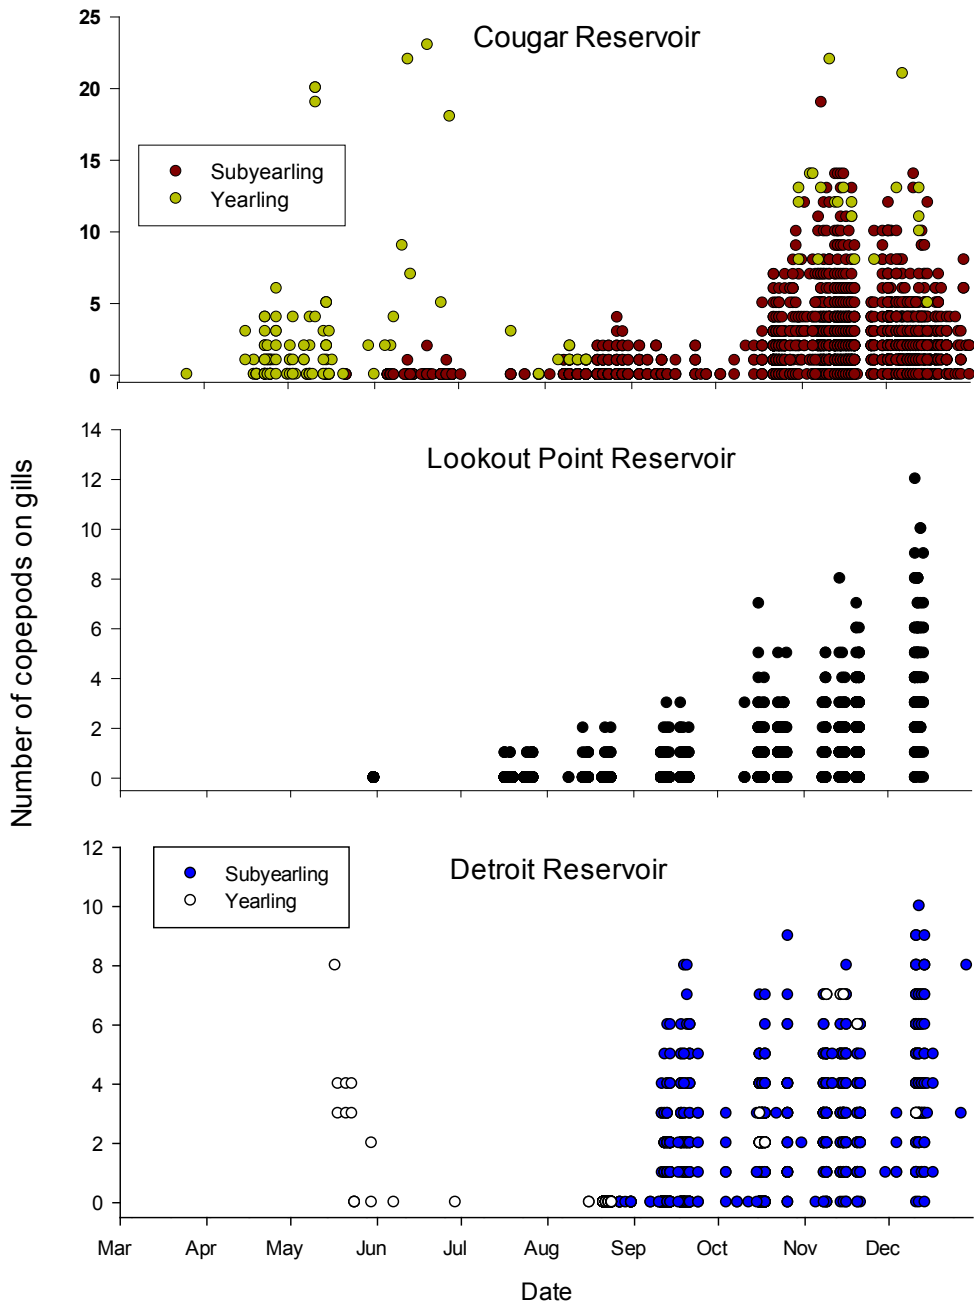 Cougar Reservoir
25
20
15
10
5
0
Subyearling
Yearling
Number of copepods on gills
Lookout Point Reservoir
14
12
10
8
6
4
2
0
Detroit Reservoir
12
10
8
6
4
2
0
Subyearling
Yearling
Mar Apr May Jun Jul Aug Sep Oct Nov Dec
Date